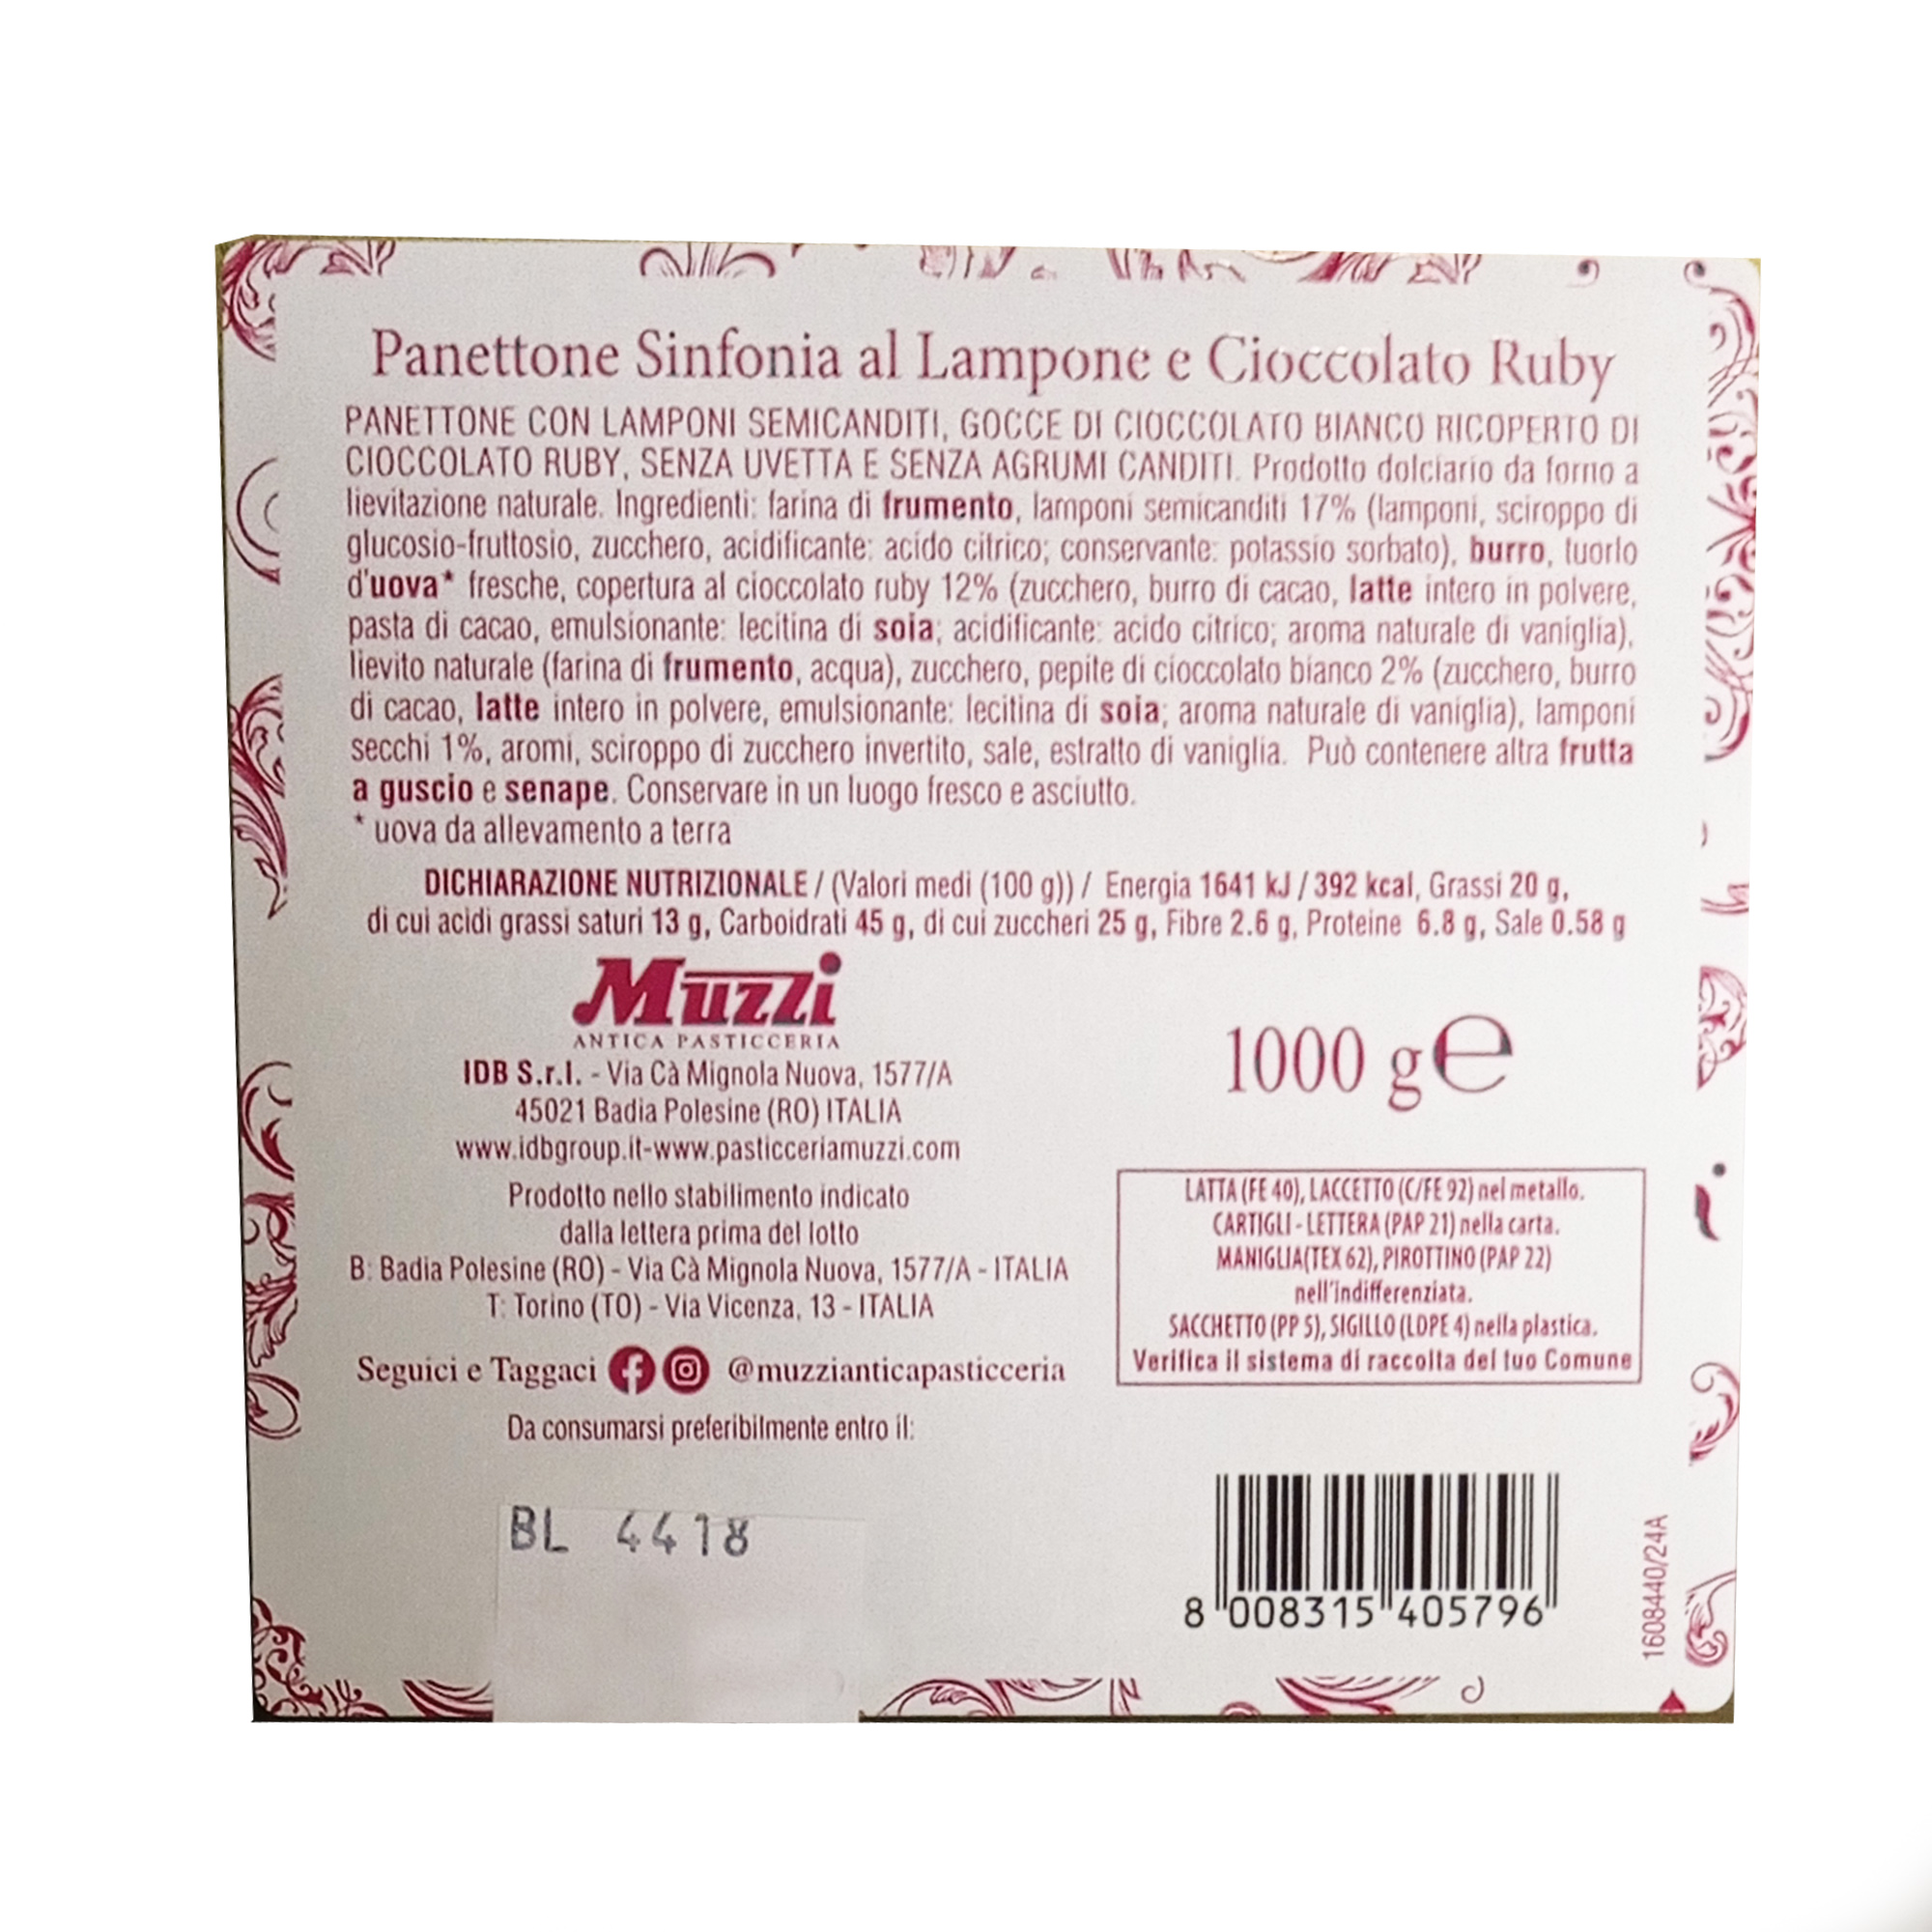 Panettone Sinfonia al Lampone e Cioccolato Ruby
PANETTONE CON LAMPONI SEMICANDITI, GOCCE DI CIOCCOLATO BIANCO RICOPERTO DI
CIOCCOLATO RUBY, SENZA UVETTA E SENZA AGRUMI CANDITI. Prodotto dolciario da forno a
lievitazione naturale. Ingredienti: farina di frumento, lamponi semicanditi 17% (lamponi, sciroppo di
glucosio-fruttosio, zucchero, acidificante: acido citrico; conservante: potassio sorbato), burro, tuorlo
d'uova* fresche, copertura al cioccolato ruby 12% (zucchero, burro di cacao, latte intero in polvere,
pasta di cacao, emulsionante: lecitina di soia; acidificante: acido citrico; aroma naturale di vaniglia),
lievito naturale (farina di frumento, acqua), zucchero, pepite di cioccolato bianco 2% (zucchero, burro
di cacao, latte intero in polvere, emulsionante: lecitina di soia; aroma naturale di vaniglia), lamponi
secchi 1%, aromi, sciroppo di zucchero invertito, sale, estratto di vaniglia. Può contenere altra frutta
a guscio e senape. Conservare in un luogo fresco e asciutto.
* uova da allevamento a terra
DICHIARAZIONE NUTRIZIONALE / (Valori medi (100 g)) / Energia 1641 kJ / 392 kcal, Grassi 20 g,
di cui acidi grassi saturi 13 g, Carboidrati 45 g, di cui zuccheri 25 g, Fibre 2.6 g, Proteine 6.8 g, Sale 0.58 g
Muzzi
ANTICA PASTICCERIA
IDB S.r.l. - Via Cà Mignola Nuova, 1577/A
45021 Badia Polesine (RO) ITALIA
www.idbgroup.it-www.pasticceriamuzzi.com
Prodotto nello stabilimento indicato
dalla lettera prima del lotto
B: Badia Polesine (RO) - Via Cà Mignola Nuova, 1577/A - ITALIA
T: Torino (TO) - Via Vicenza, 13 - ITALIA
Seguici e Taggaci @muzzianticapasticceria
Da consumarsi preferibilmente entro il:
BL 4418
1000 g e
LATTA (FE 40), LACCETTO (C/FE 92) nel metallo.
CARTIGLI - LETTERA (PAP 21) nella carta.
MANIGLIA(TEX 62), PIROTTINO (PAP 22)
nell'indifferenziata.
SACCHETTO (PP 5), SIGILLO (LDPE 4) nella plastica.
Verifica il sistema di raccolta del tuo Comune
8 008315 405796
1608440/24A